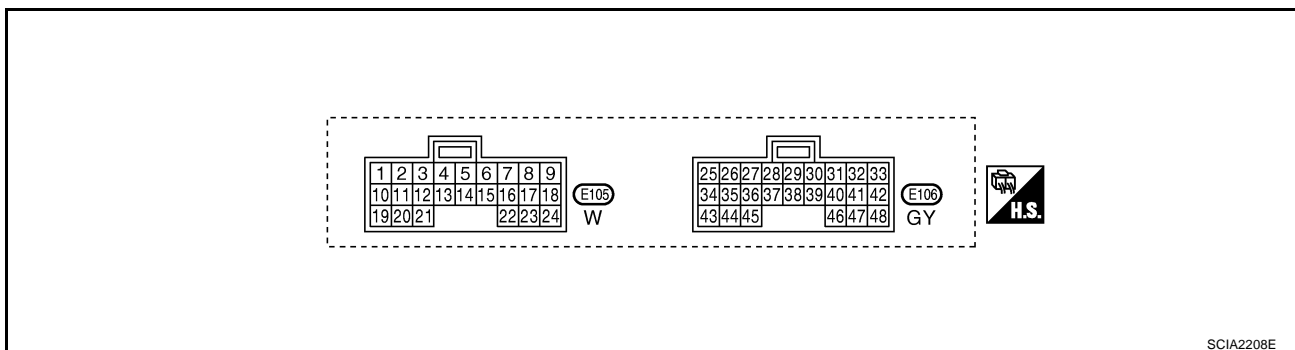 1 2 3 4 5 6 7 8 9
10 11 12 13 14 15 16 17 18
19 20 21 22 23 24
E105
W
25 26 27 28 29 30 31 32 33
34 35 36 37 38 39 40 41 42
43 44 45 46 47 48
E106
GY
H.S.
SCIA2208E